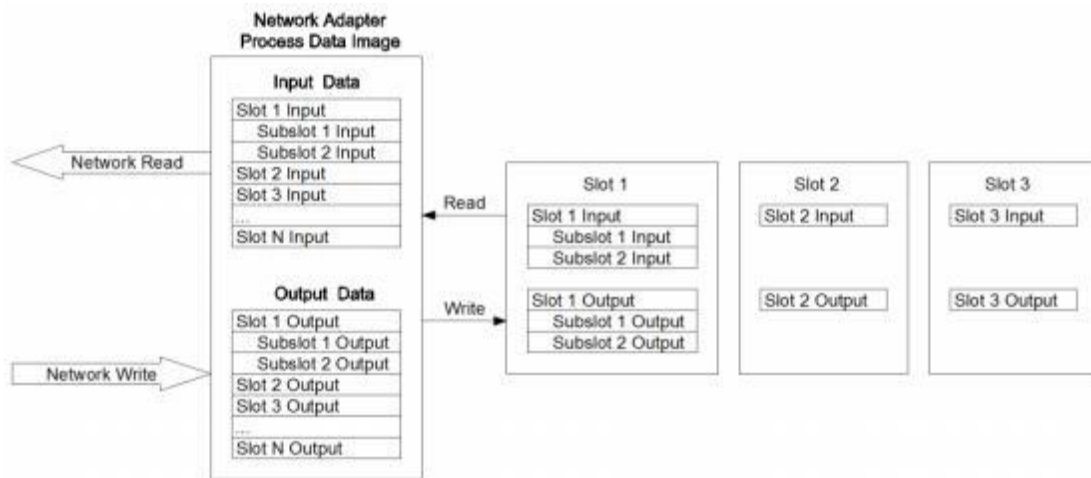 Network Adapter
Process Data Image
Input Data
Slot 1 Input
Subslot 1 Input
Subslot 2 Input
Slot 2 Input
Slot 3 Input
...
Slot N Input
Network Read
Output Data
Slot 1 Output
Subslot 1 Output
Subslot 2 Output
Slot 2 Output
Slot 3 Output
...
Slot N Output
Network Write
Read
Write
Slot 1
Slot 1 Input
Subslot 1 Input
Subslot 2 Input
Slot 1 Output
Subslot 1 Output
Subslot 2 Output
Slot 2
Slot 2 Input
Slot 2 Output
Slot 3
Slot 3 Input
Slot 3 Output